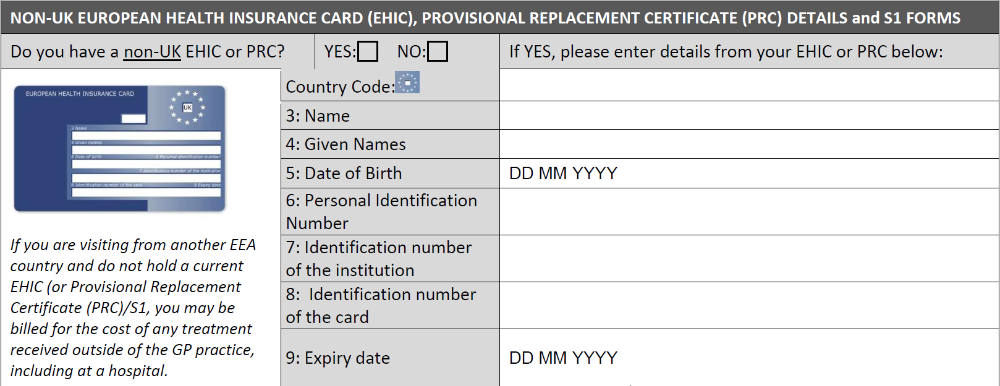 NON-UK EUROPEAN HEALTH INSURANCE CARD (EHIC), PROVISIONAL REPLACEMENT CERTIFICATE (PRC) DETAILS and S1 FORMS
Do you have a non-UK EHIC or PRC?
YES: NO:
If YES, please enter details from your EHIC or PRC below:
EUROPEAN HEALTH INSURANCE CARD
UK
3 Name
4 Given names
5 Date of birth 6 Personal identification number
7 Identification number of the institution
8 Identification number of the card 9 Expiry date
If you are visiting from another EEA
country and do not hold a current
EHIC (or Provisional Replacement
Certificate (PRC)/S1, you may be
billed for the cost of any treatment
received outside of the GP practice,
including at a hospital.
Country Code:
3: Name
4: Given Names
5: Date of Birth
DD MM YYYY
6: Personal Identification
Number
7: Identification number
of the institution
8: Identification number
of the card
9: Expiry date
DD MM YYYY